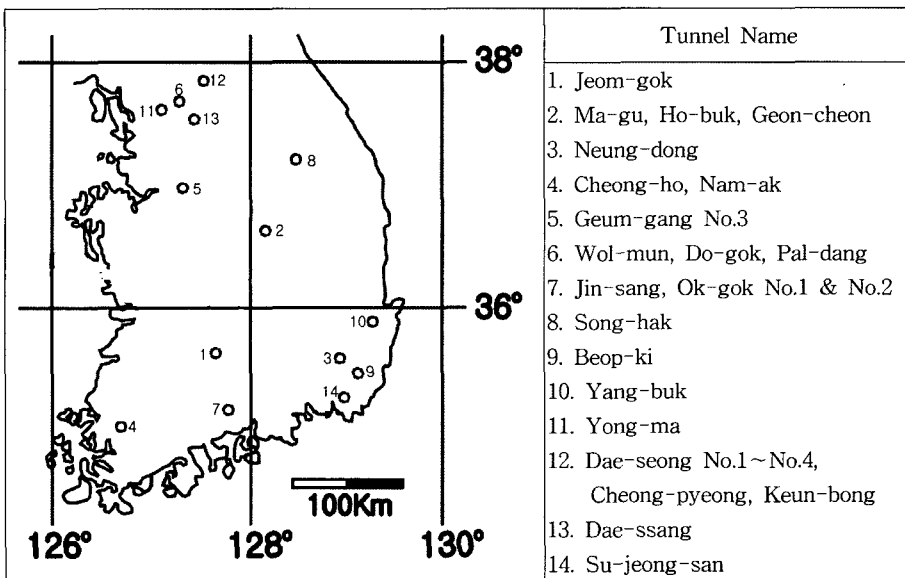 38°
12
6
11
13
8
5
2
36°
10
1
3
9
14
7
4
100Km
126°
128°
130°
Tunnel Name
1. Jeom-gok
2. Ma-gu, Ho-buk, Geon-cheon
3. Neung-dong
4. Cheong-ho, Nam-ak
5. Geum-gang No.3
6. Wol-mun, Do-gok, Pal-dang
7. Jin-sang, Ok-gok No.1 & No.2
8. Song-hak
9. Beop-ki
10. Yang-buk
11. Yong-ma
12. Dae-seong No.1~No.4,
Cheong-pyeong, Keun-bong
13. Dae-ssang
14. Su-jeong-san